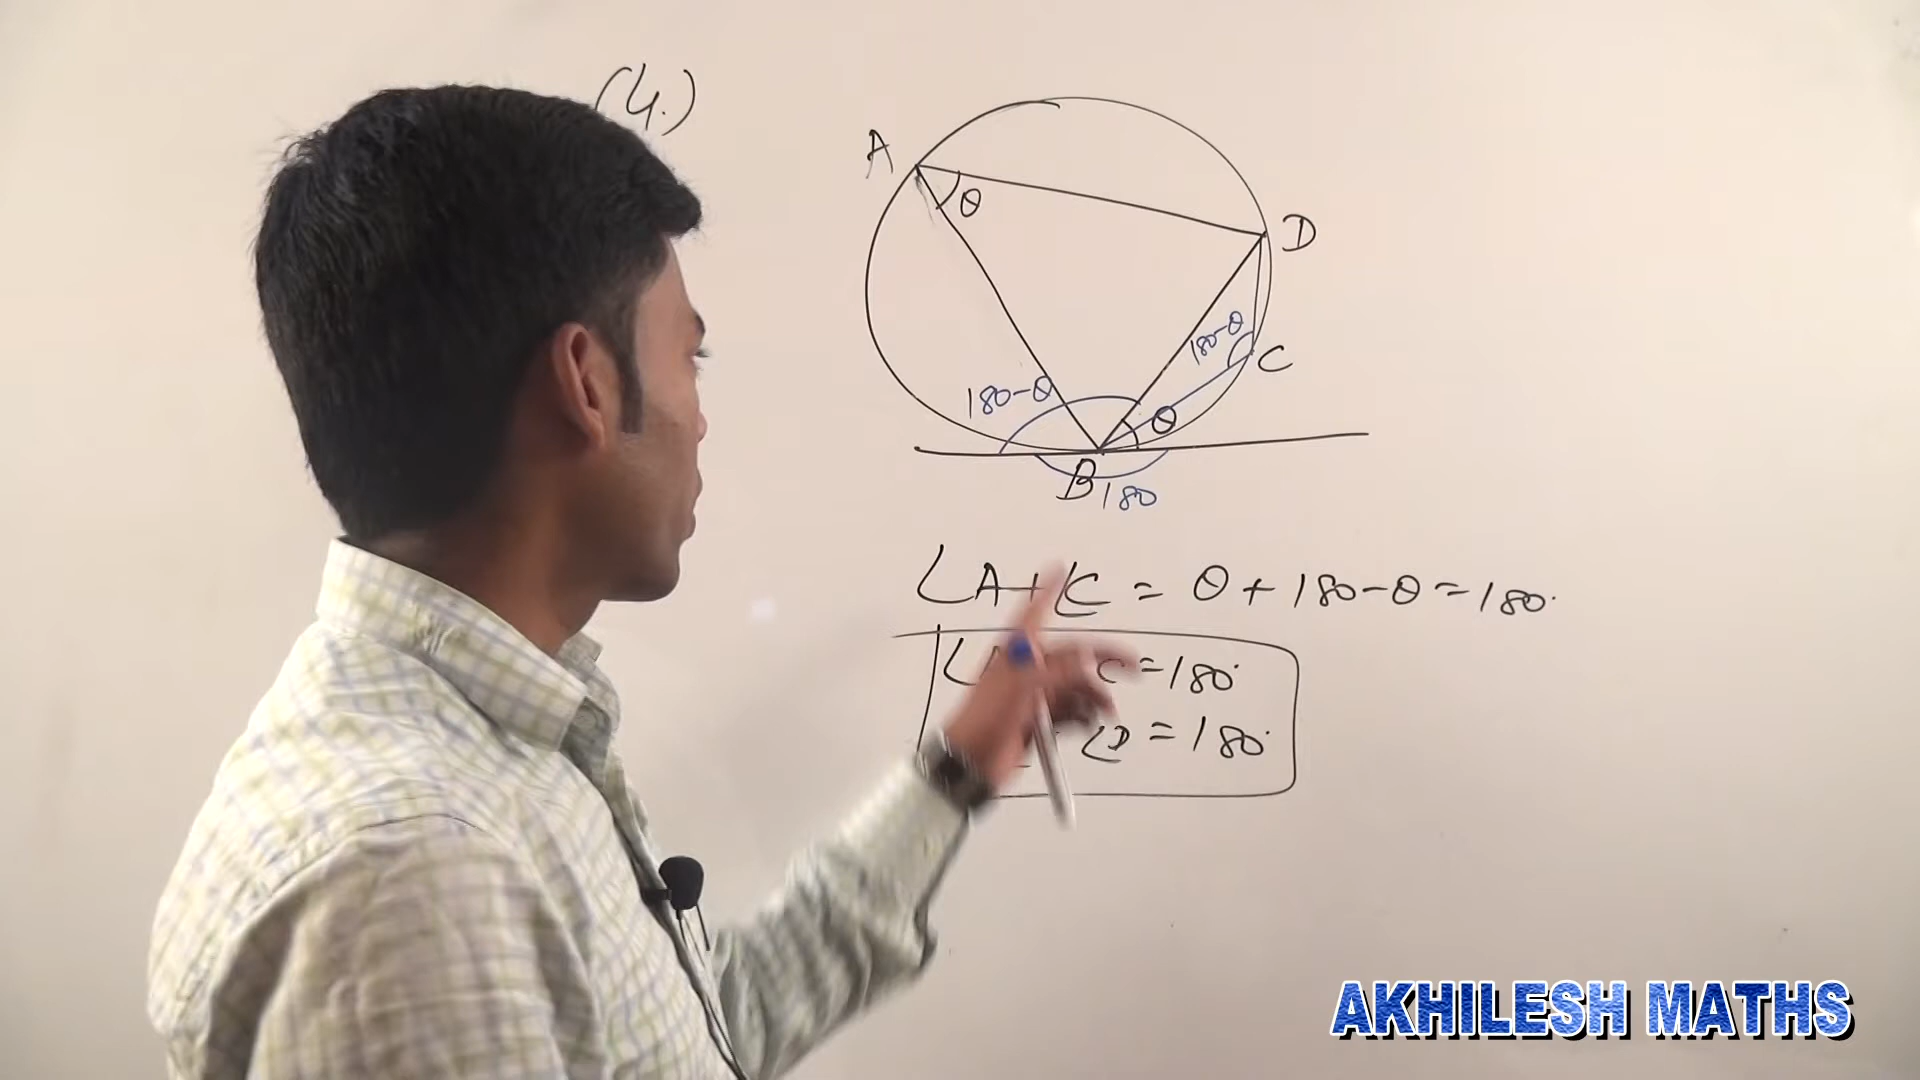 (4.)
A
θ
D
180-θ
C
180-θ
θ
B
180
∠A+∠C = θ+180-θ=180°
C=180°
∠D=180°
AKHILESH MATHS